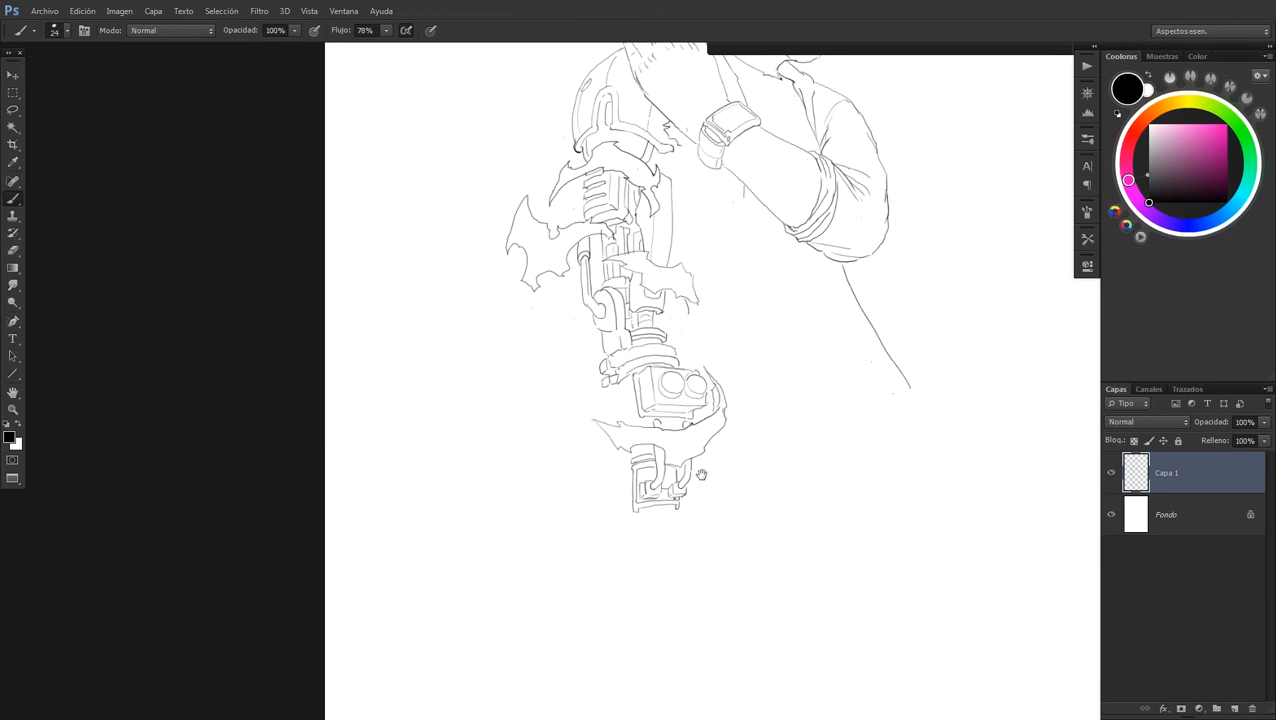 Ps Archivo Edición Imagen Capa Texto Selección Filtro 3D Vista Ventana Ayuda
24 Modo: Normal Opacidad: 100% Flujo: 78% Aspectos esen.
Coolorus Muestras Color
Capas Canales Trazados
Tipo
Normal Opacidad: 100%
Bloq.: Relleno: 100%
Capa 1
Fondo